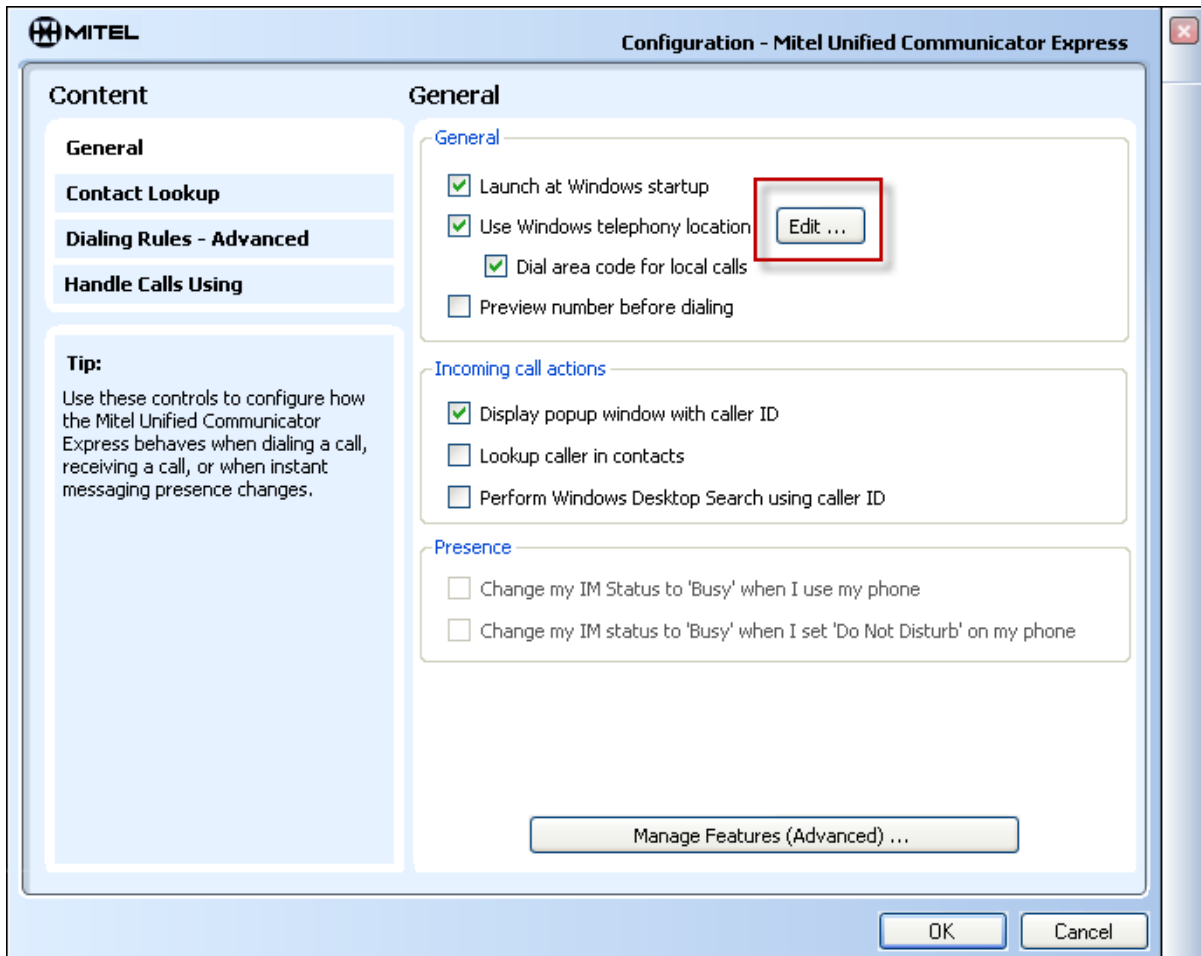 MITEL
Configuration - Mitel Unified Communicator Express
Content
General
Contact Lookup
Dialing Rules - Advanced
Handle Calls Using
Tip:
Use these controls to configure how
the Mitel Unified Communicator
Express behaves when dialing a call,
receiving a call, or when instant
messaging presence changes.
General
General
Launch at Windows startup
Use Windows telephony location
Edit ...
Dial area code for local calls
Preview number before dialing
Incoming call actions
Display popup window with caller ID
Lookup caller in contacts
Perform Windows Desktop Search using caller ID
Presence
Change my IM Status to 'Busy' when I use my phone
Change my IM status to 'Busy' when I set 'Do Not Disturb' on my phone
Manage Features (Advanced) ...
OK
Cancel